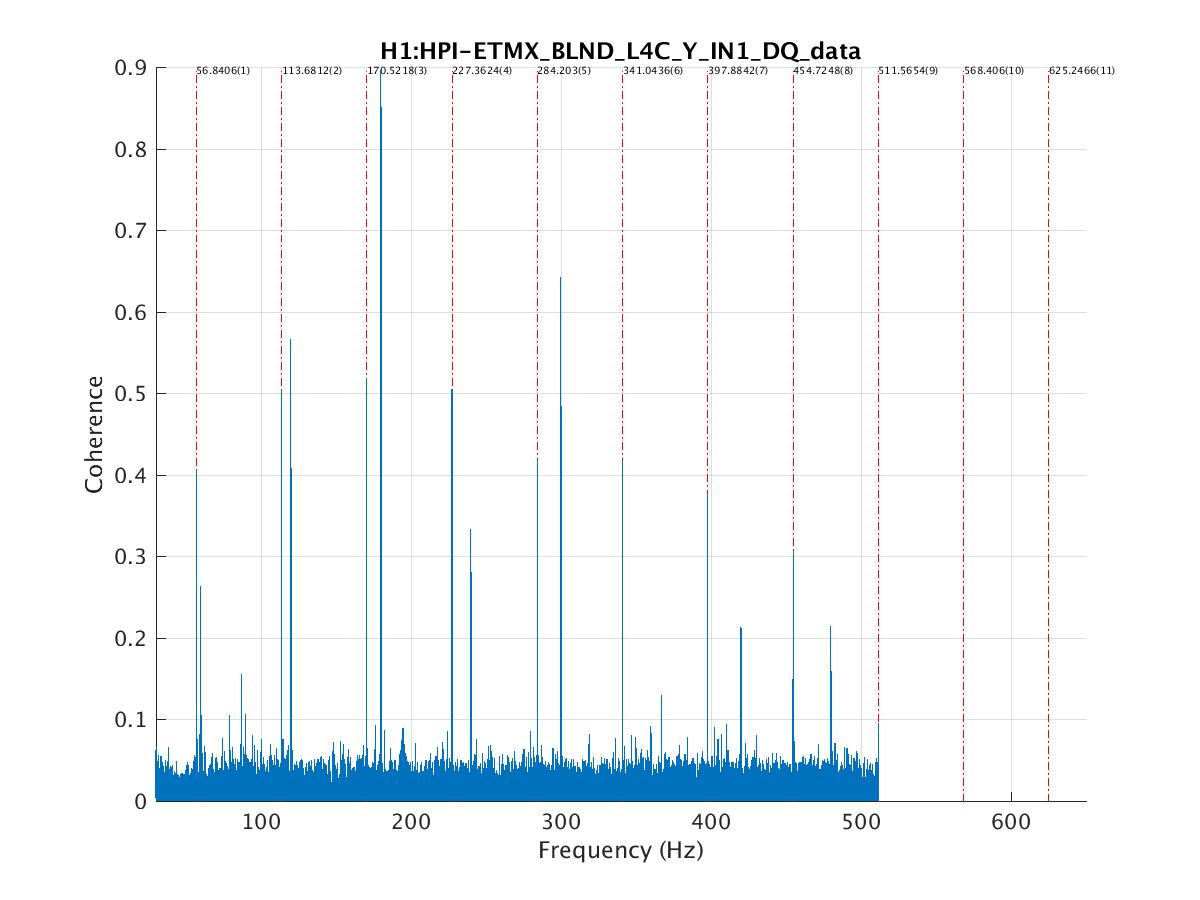 H1:HPI-ETMX_BLND_L4C_Y_IN1_DQ_data
56.8406(1) 113.6812(2) 170.5218(3) 227.3624(4) 284.203(5) 341.0436(6) 397.8842(7) 454.7248(8) 511.5654(9) 568.406(10) 625.2466(11)
0.9
0.8
0.7
0.6
0.5
0.4
0.3
0.2
0.1
0
Coherence
100 200 300 400 500 600
Frequency (Hz)